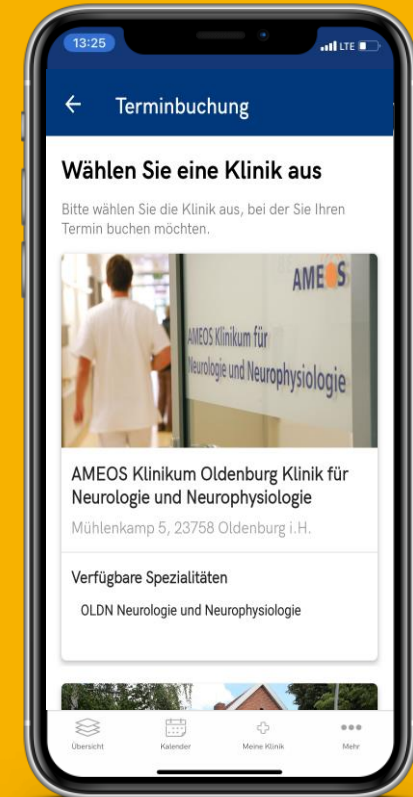 13:25
LTE
Terminbuchung
Wählen Sie eine Klinik aus
Bitte wählen Sie die Klinik aus, bei der Sie Ihren
Termin buchen möchten.
AMEOS
AMEOS Klinikum für
Neurologie und Neurophysiologie
AMEOS Klinikum Oldenburg Klinik für
Neurologie und Neurophysiologie
Mühlenkamp 5, 23758 Oldenburg i.H.
Verfügbare Spezialitäten
OLDN Neurologie und Neurophysiologie
Übersicht
Kalender
Meine Klinik
Mehr